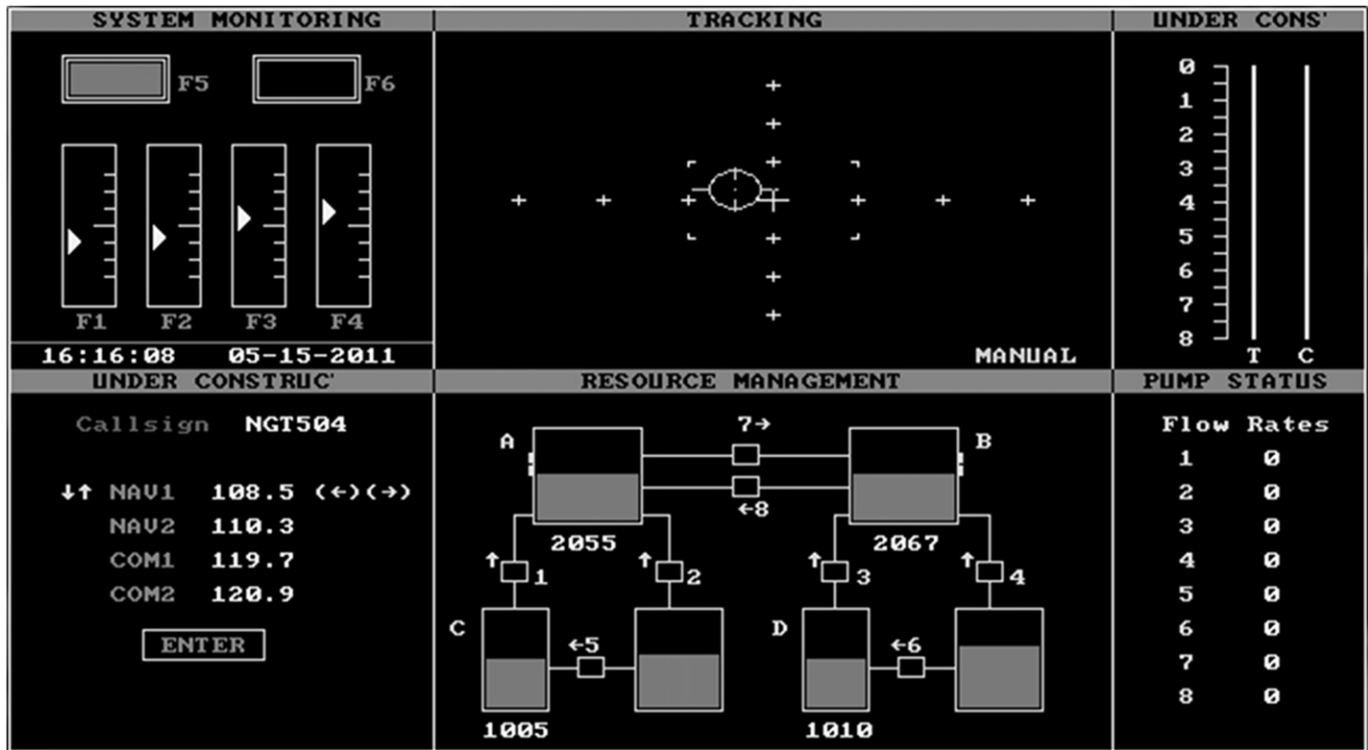 SYSTEM MONITORING
F5 F6
F1 F2 F3 F4
16:16:08 05-15-2011
TRACKING
MANUAL
UNDER CONS'
0
1
2
3
4
5
6
7
8
T C
UNDER CONSTRUC'
Callsign NGT504
↓↑ NAV1 108.5 (←)(→)
NAV2 110.3
COM1 119.7
COM2 120.9
ENTER
RESOURCE MANAGEMENT
7→
A B
←8
2055 2067
↑ 1 ↑ 2 ↑ 3 ↑ 4
C ←5 D ←6
1005 1010
PUMP STATUS
Flow Rates
1 0
2 0
3 0
4 0
5 0
6 0
7 0
8 0